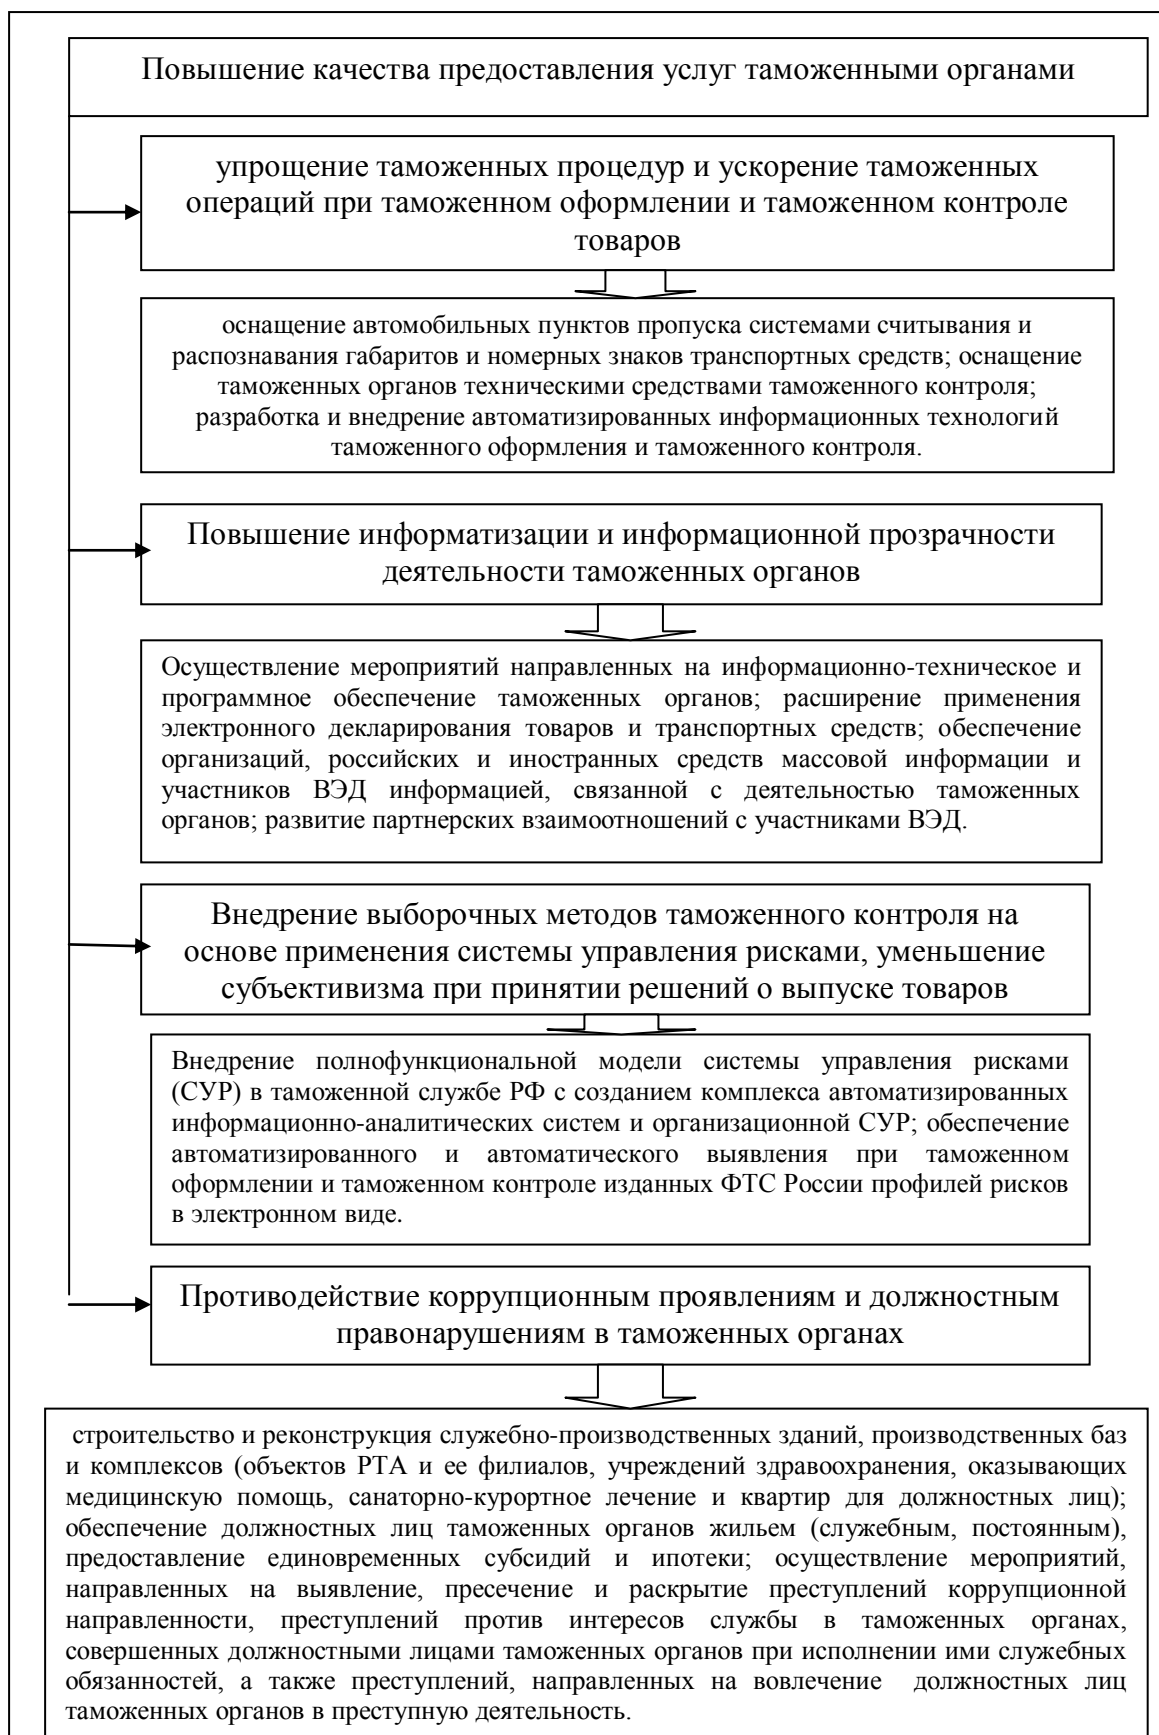 Повышение качества предоставления услуг таможенными органами
упрощение таможенных процедур и ускорение таможенных
операций при таможенном оформлении и таможенном контроле
товаров
оснащение автомобильных пунктов пропуска системами считывания и
распознавания габаритов и номерных знаков транспортных средств; оснащение
таможенных органов техническими средствами таможенного контроля;
разработка и внедрение автоматизированных информационных технологий
таможенного оформления и таможенного контроля.
Повышение информатизации и информационной прозрачности
деятельности таможенных органов
Осуществление мероприятий направленных на информационно-техническое и
программное обеспечение таможенных органов; расширение применения
электронного декларирования товаров и транспортных средств; обеспечение
организаций, российских и иностранных средств массовой информации и
участников ВЭД информацией, связанной с деятельностью таможенных
органов; развитие партнерских взаимоотношений с участниками ВЭД.
Внедрение выборочных методов таможенного контроля на
основе применения системы управления рисками, уменьшение
субъективизма при принятии решений о выпуске товаров
Внедрение полнофункциональной модели системы управления рисками
(СУР) в таможенной службе РФ с созданием комплекса автоматизированных
информационно-аналитических систем и организационной СУР; обеспечение
автоматизированного и автоматического выявления при таможенном
оформлении и таможенном контроле изданных ФТС России профилей рисков
в электронном виде.
Противодействие коррупционным проявлениям и должностным
правонарушениям в таможенных органах
строительство и реконструкция служебно-производственных зданий, производственных баз
и комплексов (объектов РТА и ее филиалов, учреждений здравоохранения, оказывающих
медицинскую помощь, санаторно-курортное лечение и квартир для должностных лиц);
обеспечение должностных лиц таможенных органов жильем (служебным, постоянным),
предоставление единовременных субсидий и ипотеки; осуществление мероприятий,
направленных на выявление, пресечение и раскрытие преступлений коррупционной
направленности, преступлений против интересов службы в таможенных органах,
совершенных должностными лицами таможенных органов при исполнении ими служебных
обязанностей, а также преступлений, направленных на вовлечение должностных лиц
таможенных органов в преступную деятельность.